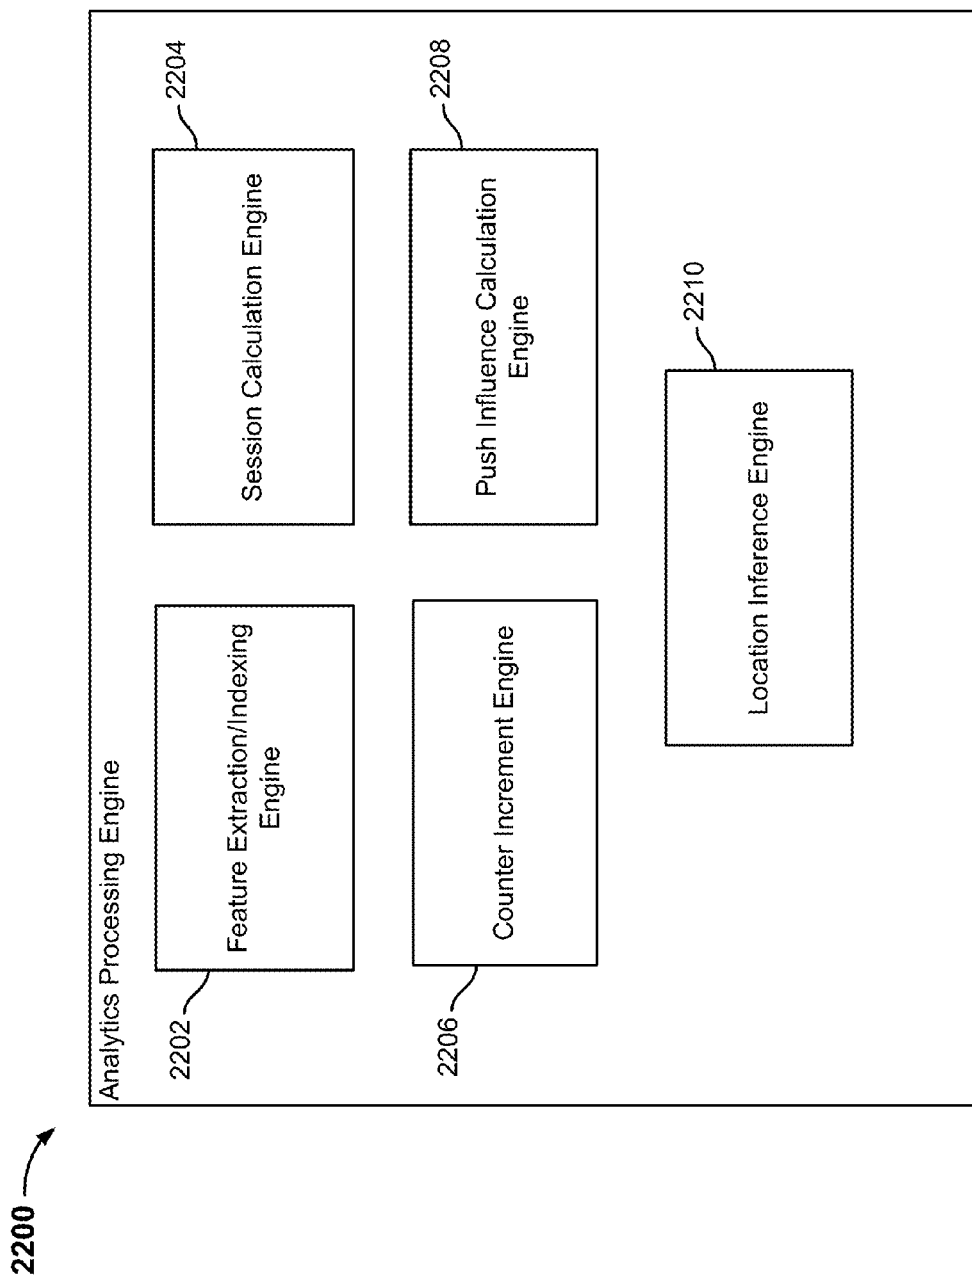 2200
Analytics Processing Engine
2202
Feature Extraction/Indexing
Engine
Session Calculation Engine
2204
2206
Counter Increment Engine
Push Influence Calculation
Engine
2208
Location Inference Engine
2210